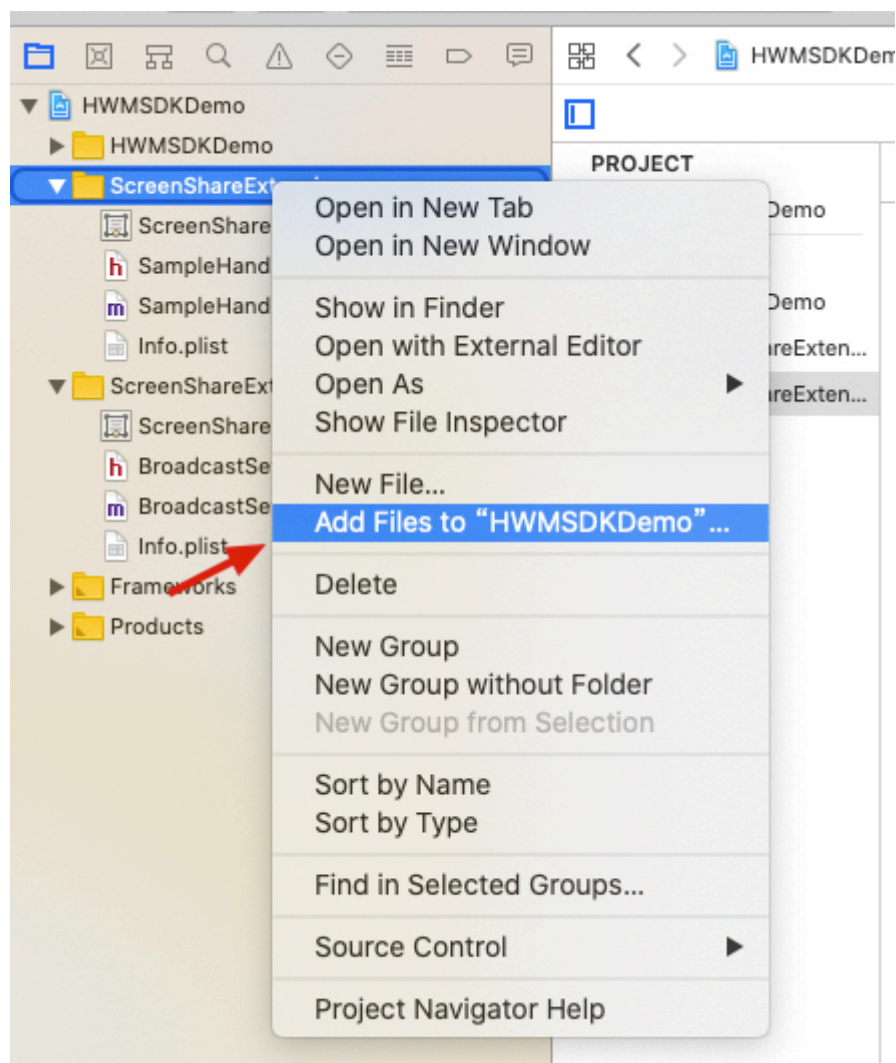 HWMSDKDem
HWMSDKDemo
HWMSDKDemo
PROJECT
ScreenShareExt
Demo
ScreenShare
h SampleHand
Demo
m SampleHand
areExten...
Info.plist
areExten...
ScreenShareExt
ScreenShare
h BroadcastSe
m BroadcastSe
Info.plist
Frameworks
Products
Open in New Tab
Open in New Window
Show in Finder
Open with External Editor
Open As
Show File Inspector
New File...
Add Files to “HWMSDKDemo”...
Delete
New Group
New Group without Folder
New Group from Selection
Sort by Name
Sort by Type
Find in Selected Groups...
Source Control
Project Navigator Help